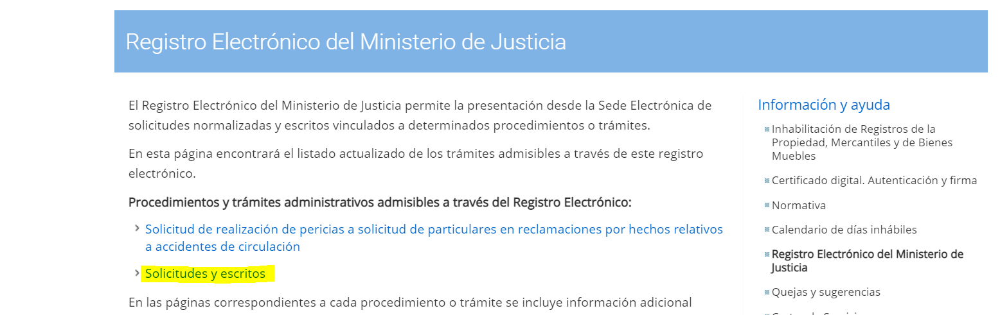 Registro Electrónico del Ministerio de Justicia
El Registro Electrónico del Ministerio de Justicia permite la presentación desde la Sede Electrónica de
solicitudes normalizadas y escritos vinculados a determinados procedimientos o trámites.
En esta página encontrará el listado actualizado de los trámites admisibles a través de este registro
electrónico.
Procedimientos y trámites administrativos admisibles a través del Registro Electrónico:
Solicitud de realización de pericias a solicitud de particulares en reclamaciones por hechos relativos
a accidentes de circulación
Solicitudes y escritos
En las páginas correspondientes a cada procedimiento o trámite se incluye información adicional
Información y ayuda
Inhabilitación de Registros de la
Propiedad, Mercantiles y de Bienes
Muebles
Certificado digital. Autenticación y firma
Normativa
Calendario de días inhábiles
Registro Electrónico del Ministerio de
Justicia
Quejas y sugerencias